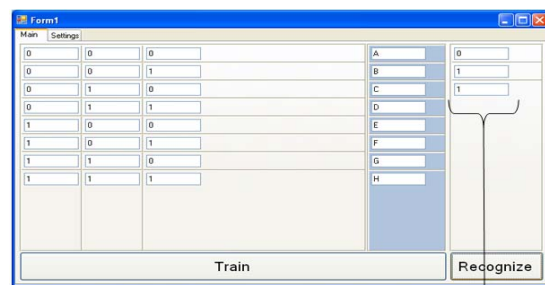 Form1
Main Settings
0 0 0 A 0
0 0 1 B 1
0 1 0 C 1
0 1 1 D
1 0 0 E
1 0 1 F
1 1 0 G
1 1 1 H
Train Recognize